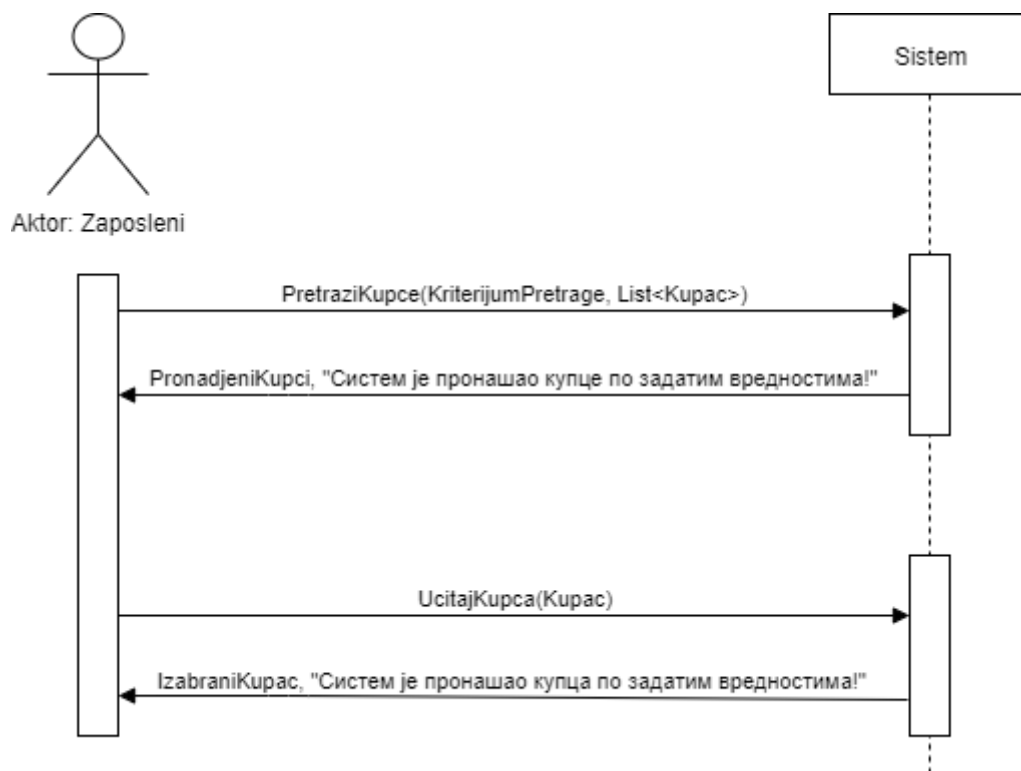 Sistem
Aktor: Zaposleni
PretraziKupce(KriterijumPretrage, List<Kupac>)
PronadjeniKupci, "Систем је пронашао купце по задатим вредностима!"
UcitajKupca(Kupac)
IzabraniKupac, "Систем је пронашао купца по задатим вредностима!"